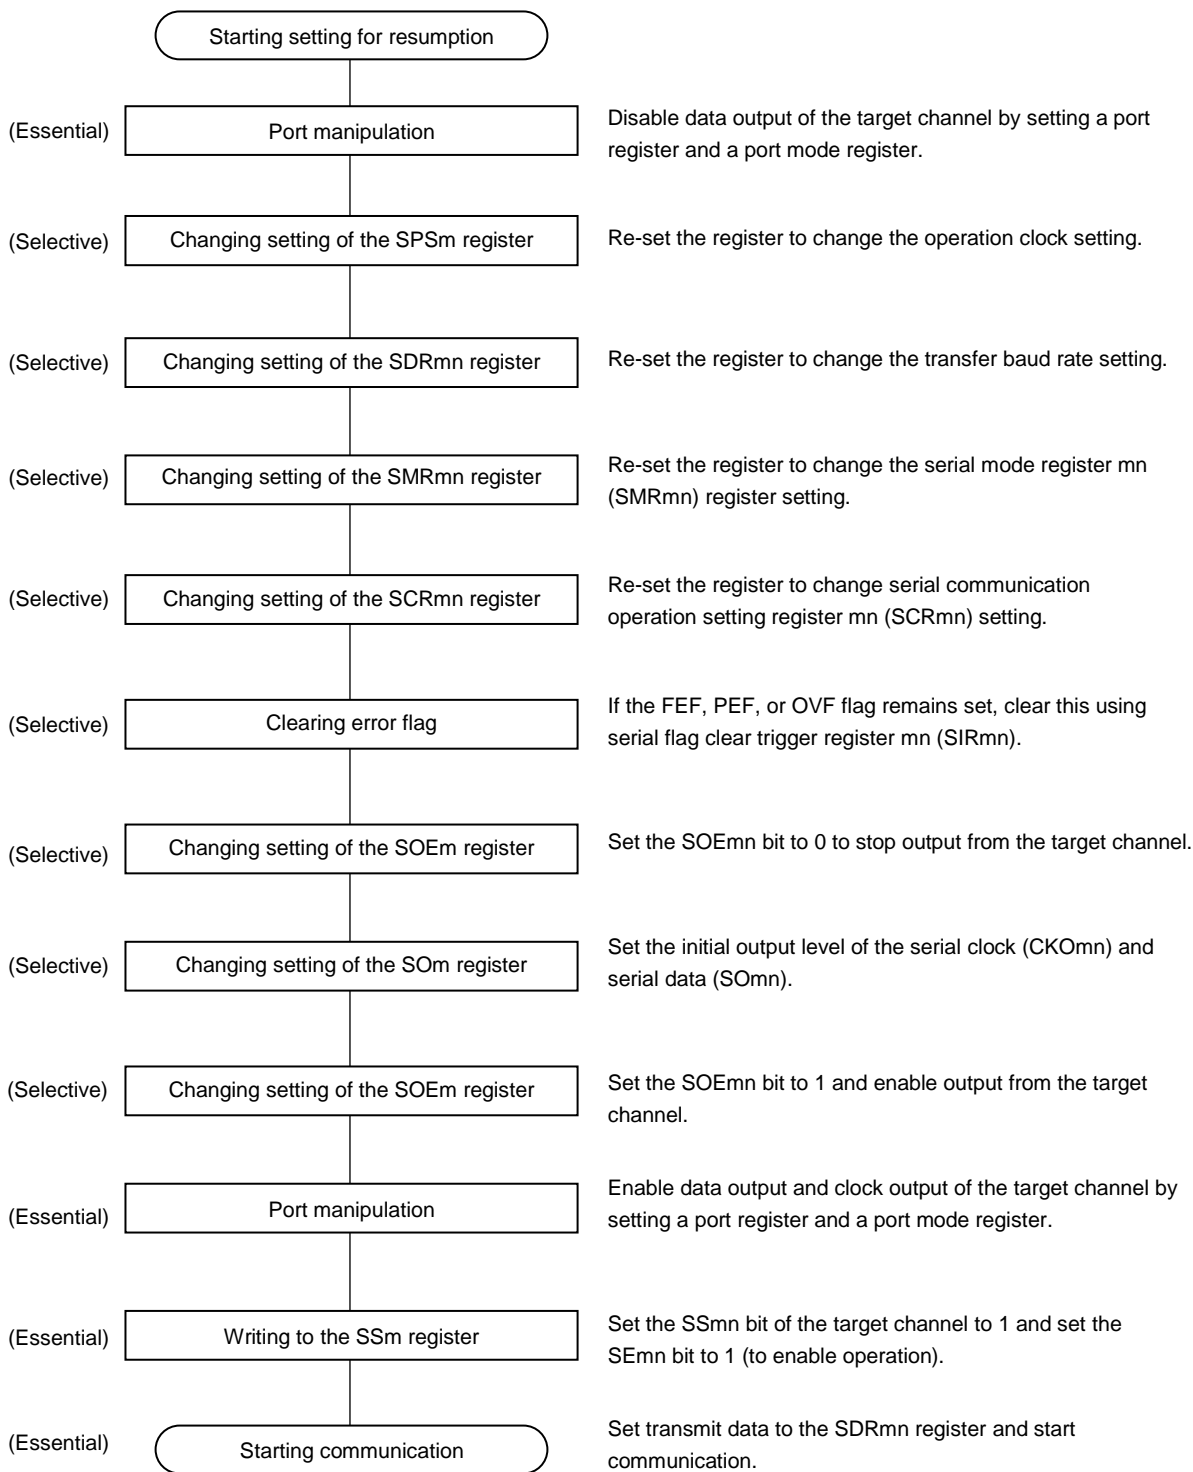 Starting setting for resumption
(Essential)
Port manipulation
Disable data output of the target channel by setting a port
register and a port mode register.
(Selective)
Changing setting of the SPSm register
Re-set the register to change the operation clock setting.
(Selective)
Changing setting of the SDRmn register
Re-set the register to change the transfer baud rate setting.
(Selective)
Changing setting of the SMRmn register
Re-set the register to change the serial mode register mn
(SMRmn) register setting.
(Selective)
Changing setting of the SCRmn register
Re-set the register to change serial communication
operation setting register mn (SCRmn) setting.
(Selective)
Clearing error flag
If the FEF, PEF, or OVF flag remains set, clear this using
serial flag clear trigger register mn (SIRmn).
(Selective)
Changing setting of the SOEm register
Set the SOEmn bit to 0 to stop output from the target channel.
(Selective)
Changing setting of the SOm register
Set the initial output level of the serial clock (CKOmn) and
serial data (SOmn).
(Selective)
Changing setting of the SOEm register
Set the SOEmn bit to 1 and enable output from the target
channel.
(Essential)
Port manipulation
Enable data output and clock output of the target channel by
setting a port register and a port mode register.
(Essential)
Writing to the SSm register
Set the SSmn bit of the target channel to 1 and set the
SEmn bit to 1 (to enable operation).
(Essential)
Starting communication
Set transmit data to the SDRmn register and start
communication.